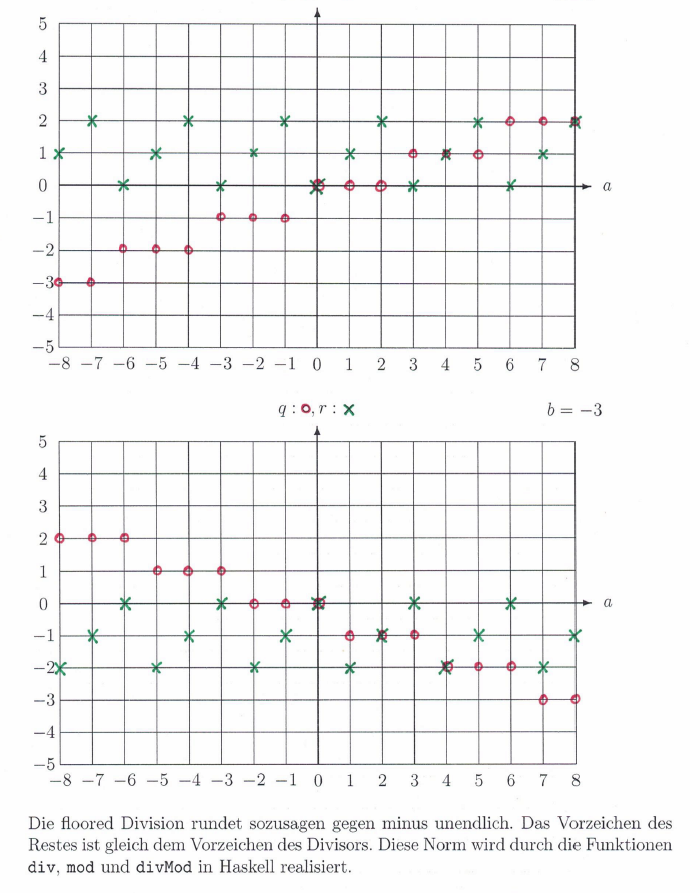 5
4
3
2
1
0
−1
−2
−3
−4
−5
a
−8 −7 −6 −5 −4 −3 −2 −1 0 1 2 3 4 5 6 7 8
q : o, r : × b = −3
5
4
3
2
1
0
−1
−2
−3
−4
−5
a
−8 −7 −6 −5 −4 −3 −2 −1 0 1 2 3 4 5 6 7 8
Die floored Division rundet sozusagen gegen minus unendlich. Das Vorzeichen des
Restes ist gleich dem Vorzeichen des Divisors. Diese Norm wird durch die Funktionen
div, mod und divMod in Haskell realisiert.